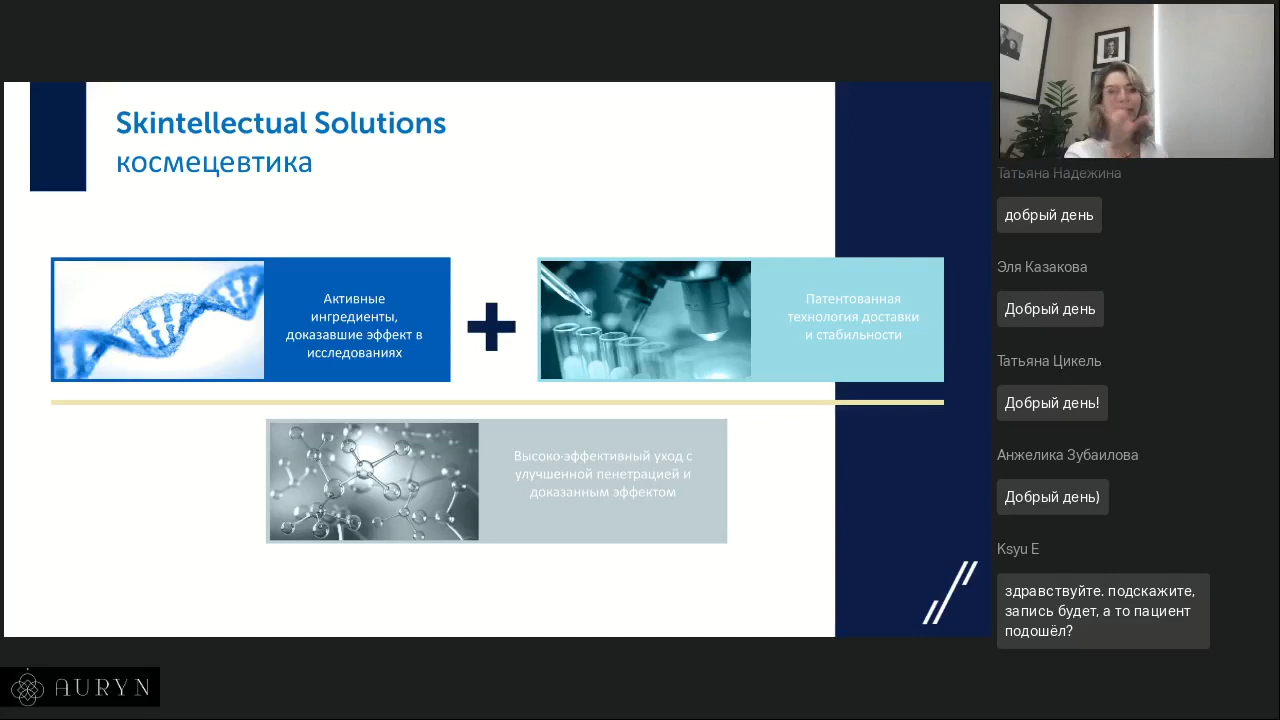 Skintellectual Solutions
космецевтика
Активные
ингредиенты,
доказавшие эффект в
исследованиях
Патентованная
технология доставки
и стабильности
Высоко-эффективный уход с
улучшенной пенетрацией и
доказанным эффектом
AURYN
Татьяна Надежина
добрый день
Эля Казакова
Добрый день
Татьяна Цикель
Добрый день!
Анжелика Зубаилова
Добрый день)
Ksyu E
здравствуйте. подскажите,
запись будет, а то пациент
подошёл?